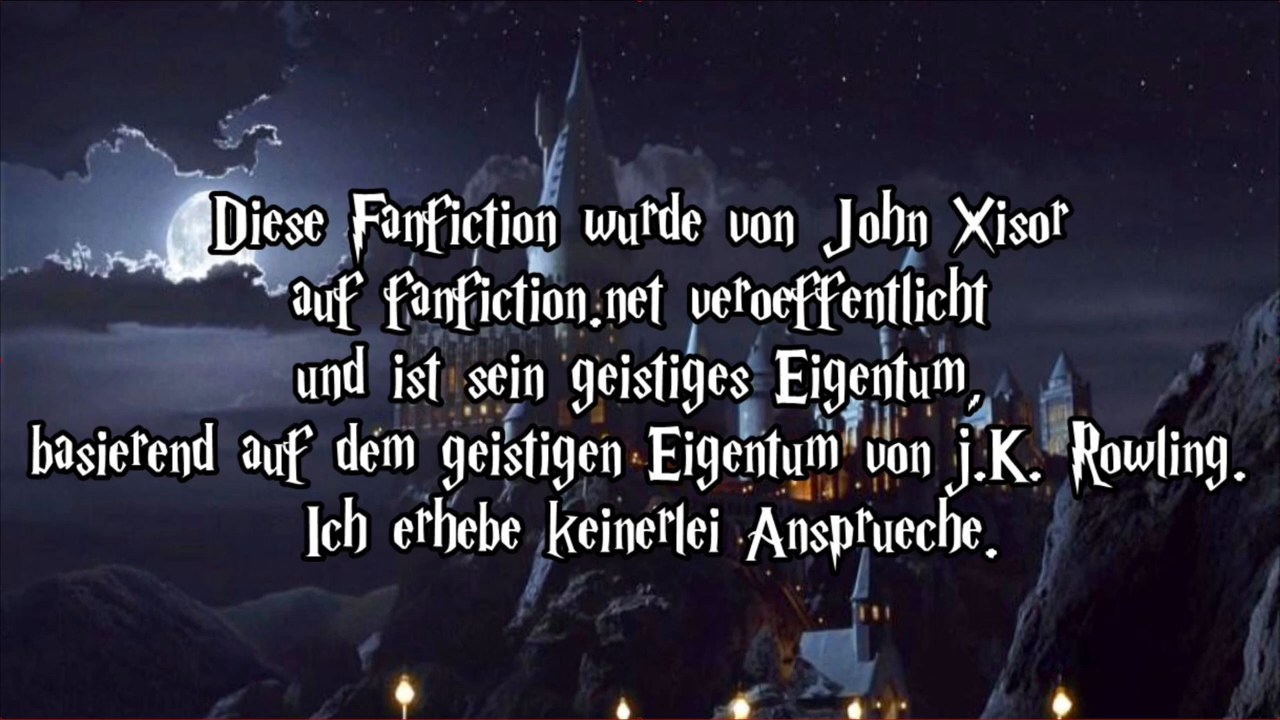 Diese Fanfiction wurde von John Xisor
auf fanfiction.net veroeffentlicht
und ist sein geistiges Eigentum,
basierend auf dem geistigen Eigentum von j.K. Rowling.
Ich erhebe keinerlei Ansprueche.